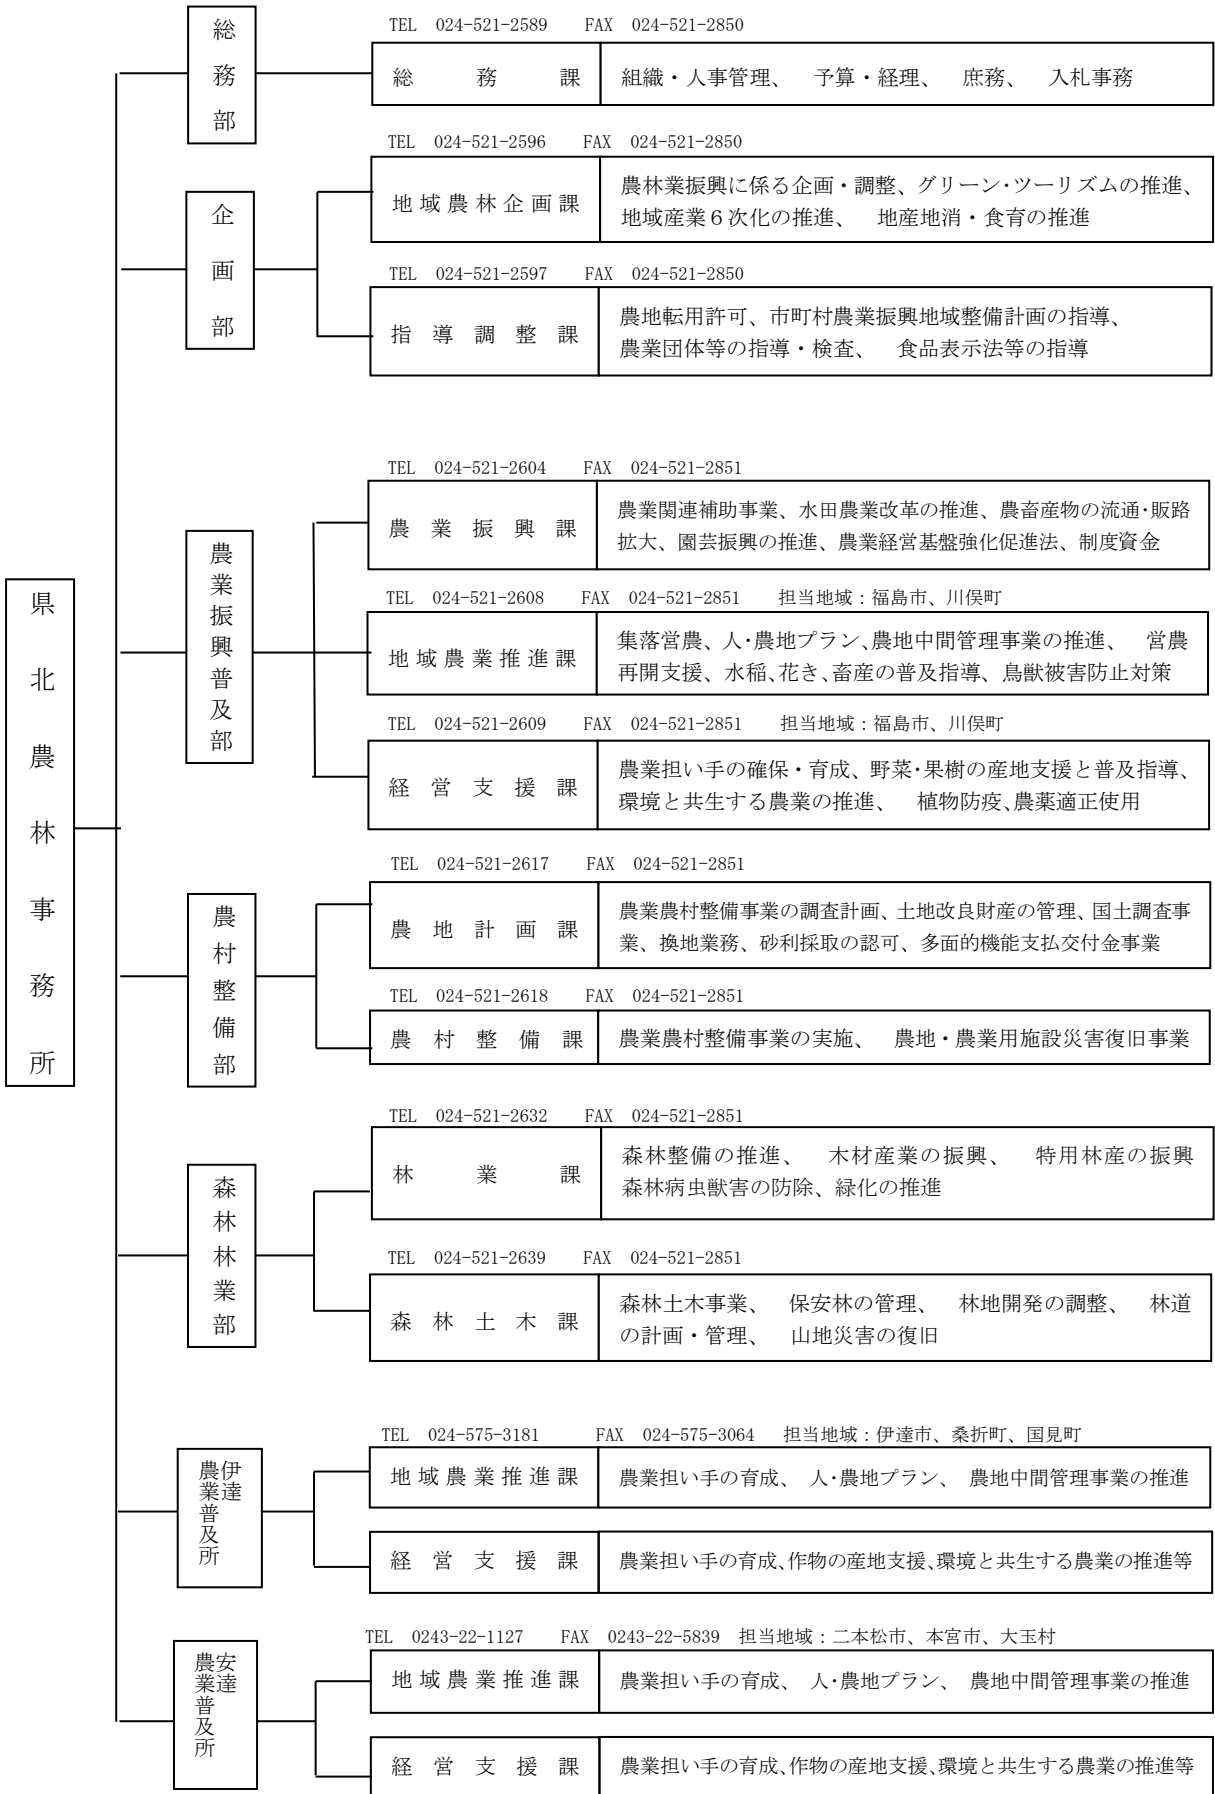 県北農林事務所
総務部
TEL 024-521-2589 FAX 024-521-2850
総務課
組織・人事管理、 予算・経理、 庶務、 入札事務
企画部
TEL 024-521-2596 FAX 024-521-2850
地域農林企画課
農林業振興に係る企画・調整、グリーン・ツーリズムの推進、
地域産業6次化の推進、 地産地消・食育の推進
TEL 024-521-2597 FAX 024-521-2850
指導調整課
農地転用許可、市町村農業振興地域整備計画の指導、
農業団体等の指導・検査、 食品表示法等の指導
農業振興普及部
TEL 024-521-2604 FAX 024-521-2851
農業振興課
農業関連補助事業、水田農業改革の推進、農畜産物の流通・販路
拡大、園芸振興の推進、農業経営基盤強化促進法、制度資金
TEL 024-521-2608 FAX 024-521-2851 担当地域：福島市、川俣町
地域農業推進課
集落営農、人・農地プラン、農地中間管理事業の推進、 営農
再開支援、水稲、花き、畜産の普及指導、鳥獣被害防止対策
TEL 024-521-2609 FAX 024-521-2851 担当地域：福島市、川俣町
経営支援課
農業担い手の確保・育成、野菜・果樹の産地支援と普及指導、
環境と共生する農業の推進、 植物防疫、農薬適正使用
農村整備部
TEL 024-521-2617 FAX 024-521-2851
農地計画課
農業農村整備事業の調査計画、土地改良財産の管理、国土調査事
業、換地業務、砂利採取の認可、多面的機能支払交付金事業
TEL 024-521-2618 FAX 024-521-2851
農村整備課
農業農村整備事業の実施、 農地・農業用施設災害復旧事業
森林林業部
TEL 024-521-2632 FAX 024-521-2851
林業課
森林整備の推進、 木材産業の振興、 特用林産の振興
森林病虫獣害の防除、緑化の推進
TEL 024-521-2639 FAX 024-521-2851
森林土木課
森林土木事業、 保安林の管理、 林地開発の調整、 林道
の計画・管理、 山地災害の復旧
伊達
農業普及所
TEL 024-575-3181 FAX 024-575-3064 担当地域：伊達市、桑折町、国見町
地域農業推進課
農業担い手の育成、 人・農地プラン、 農地中間管理事業の推進
経営支援課
農業担い手の育成、作物の産地支援、環境と共生する農業の推進等
安達
農業普及所
TEL 0243-22-1127 FAX 0243-22-5839 担当地域：二本松市、本宮市、大玉村
地域農業推進課
農業担い手の育成、 人・農地プラン、 農地中間管理事業の推進
経営支援課
農業担い手の育成、作物の産地支援、環境と共生する農業の推進等